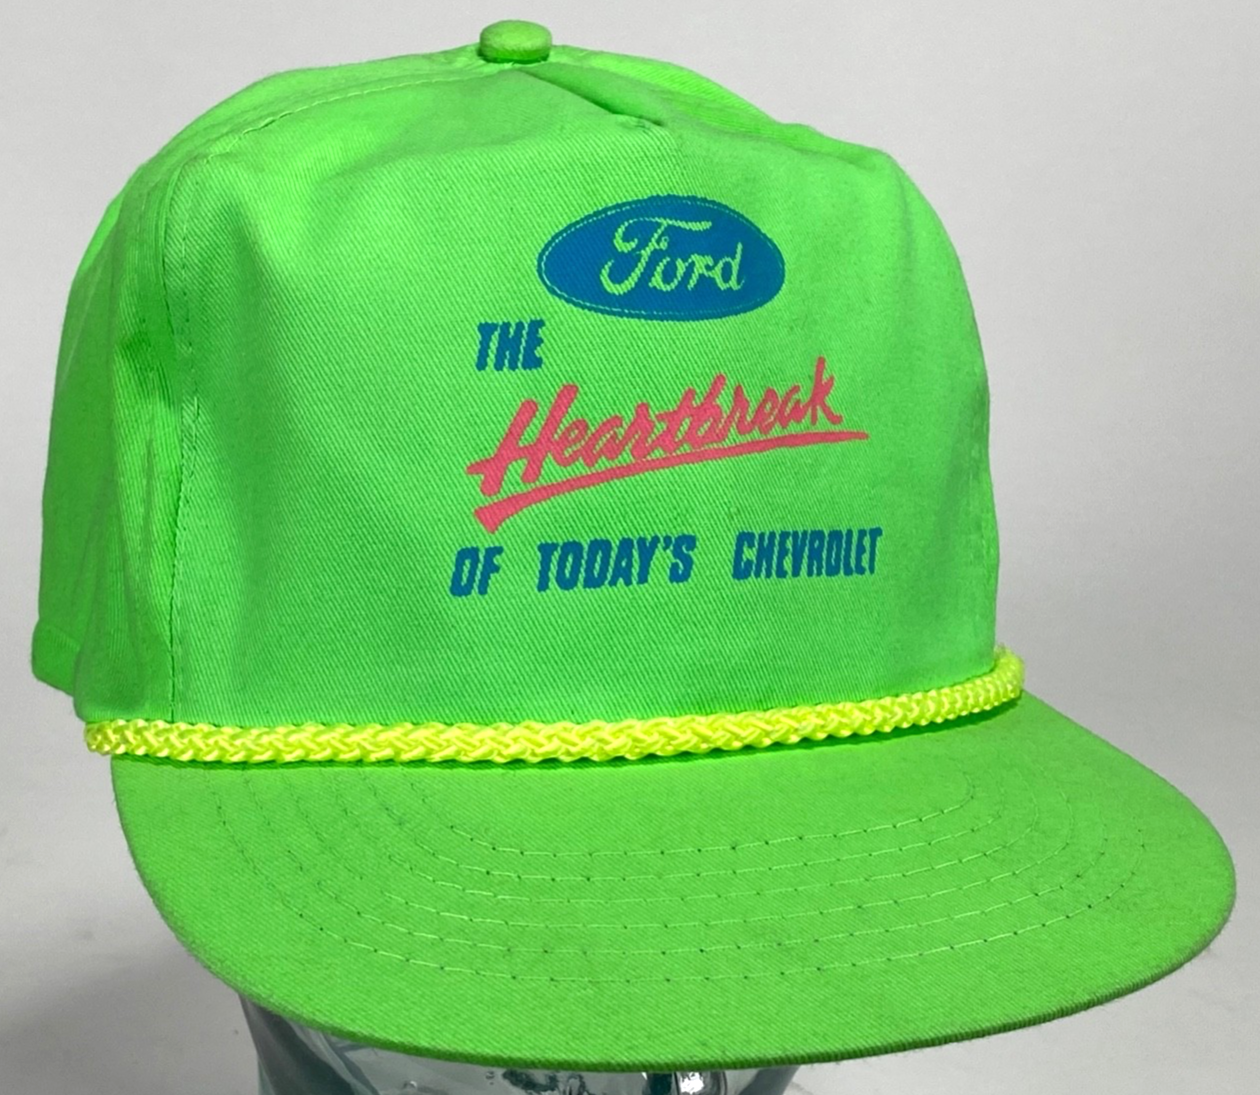 Ford
THE
Heartbreak
OF TODAY'S CHEVROLET